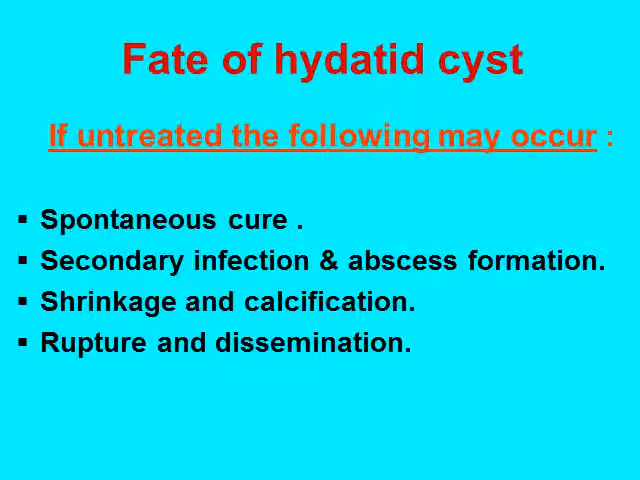 Fate of hydatid cyst
If untreated the following may occur :
▪ Spontaneous cure .
▪ Secondary infection & abscess formation.
▪ Shrinkage and calcification.
▪ Rupture and dissemination.